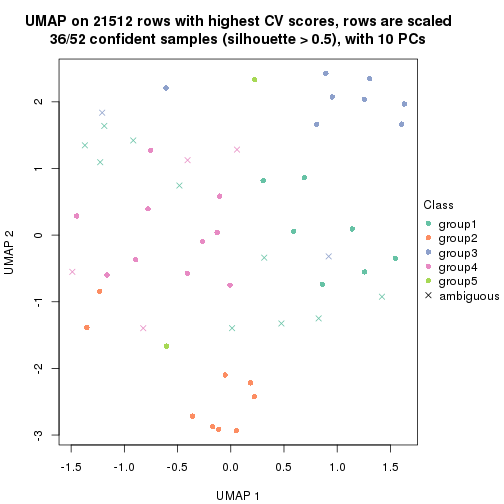 UMAP on 21512 rows with highest CV scores, rows are scaled
36/52 confident samples (silhouette > 0.5), with 10 PCs
2
1
0
-1
-2
-3
UMAP 2
-1.5 -1.0 -0.5 0.0 0.5 1.0 1.5
UMAP 1
Class
group1
group2
group3
group4
group5
ambiguous